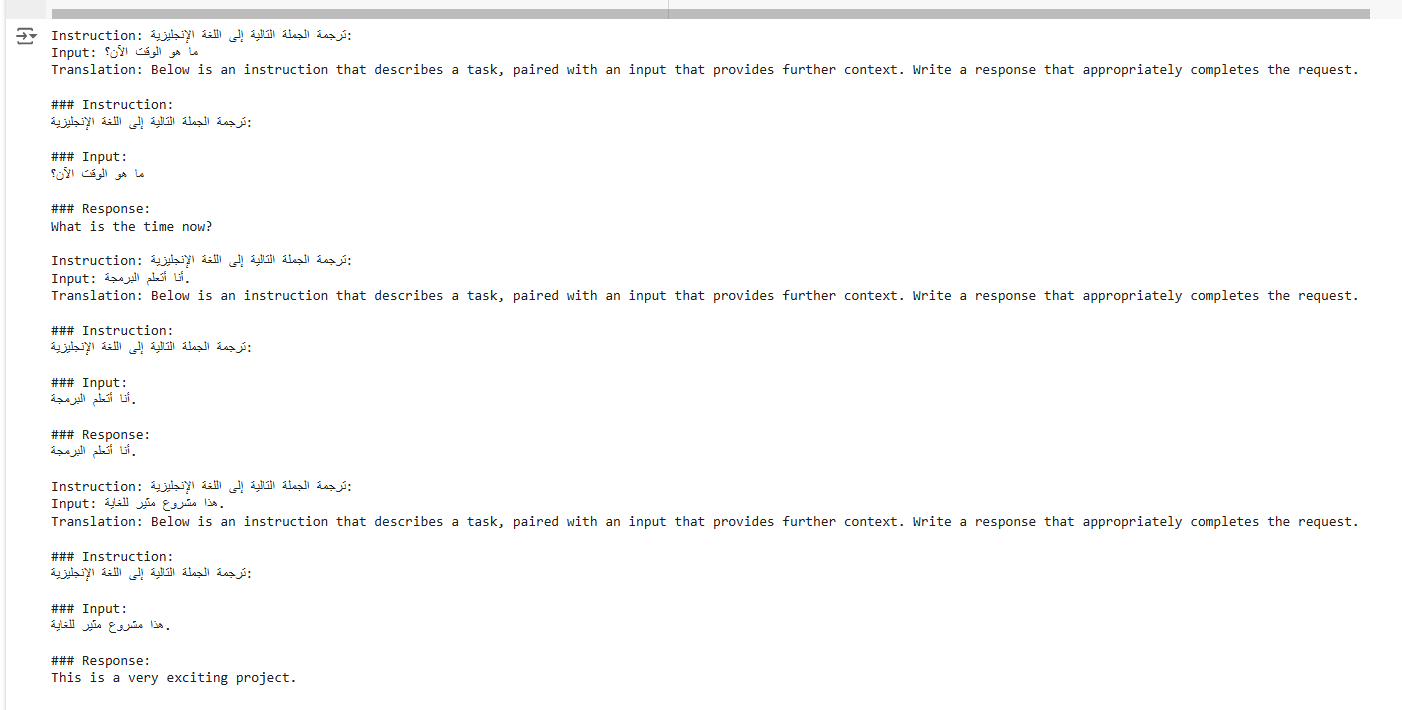 Instruction: ترجمة الجملة التالية إلى اللغة الإنجليزية:
Input: ما هو الوقت الآن؟
Translation: Below is an instruction that describes a task, paired with an input that provides further context. Write a response that appropriately completes the request.
### Instruction:
ترجمة الجملة التالية إلى اللغة الإنجليزية:
### Input:
ما هو الوقت الآن؟
### Response:
What is the time now?
Instruction: ترجمة الجملة التالية إلى اللغة الإنجليزية:
Input: أنا أتعلم البرمجة.
Translation: Below is an instruction that describes a task, paired with an input that provides further context. Write a response that appropriately completes the request.
### Instruction:
ترجمة الجملة التالية إلى اللغة الإنجليزية:
### Input:
أنا أتعلم البرمجة.
### Response:
أنا أتعلم البرمجة.
Instruction: ترجمة الجملة التالية إلى اللغة الإنجليزية:
Input: هذا مشروع مثير للغاية.
Translation: Below is an instruction that describes a task, paired with an input that provides further context. Write a response that appropriately completes the request.
### Instruction:
ترجمة الجملة التالية إلى اللغة الإنجليزية:
### Input:
هذا مشروع مثير للغاية.
### Response:
This is a very exciting project.